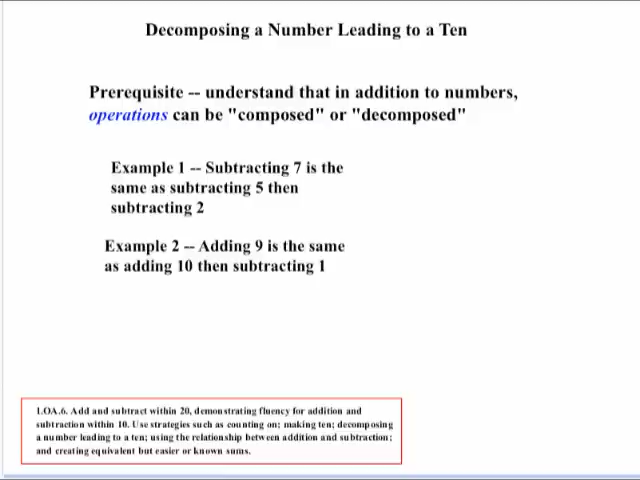 Decomposing a Number Leading to a Ten
Prerequisite -- understand that in addition to numbers,
operations can be "composed" or "decomposed"
Example 1 -- Subtracting 7 is the
same as subtracting 5 then
subtracting 2
Example 2 -- Adding 9 is the same
as adding 10 then subtracting 1
1.OA.6. Add and subtract within 20, demonstrating fluency for addition and
subtraction within 10. Use strategies such as counting on; making ten; decomposing
a number leading to a ten; using the relationship between addition and subtraction;
and creating equivalent but easier or known sums.